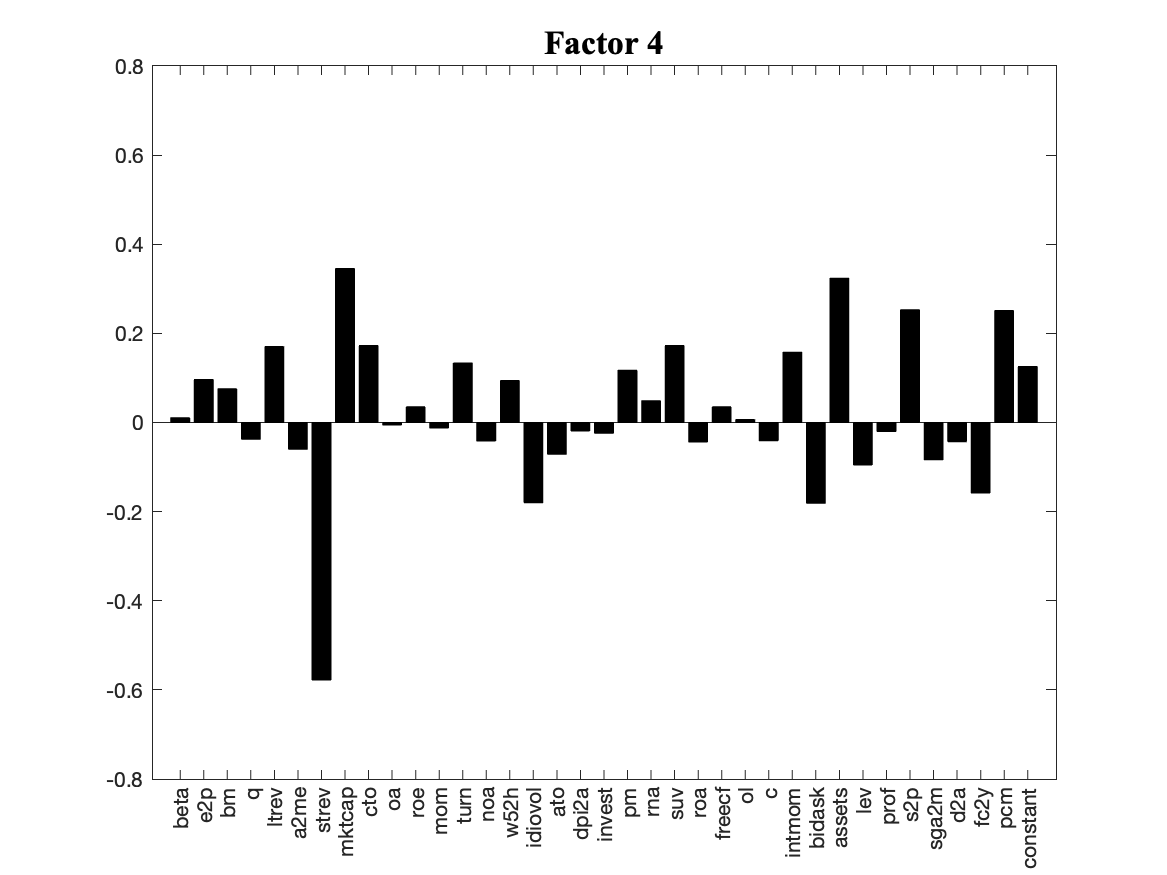 Factor 4
0.8
0.6
0.4
0.2
0
-0.2
-0.4
-0.6
-0.8
beta
e2p
bm
q
ltrev
a2me
strev
mktcap
cto
oa
roe
mom
turn
noa
w52h
idiovol
ato
dpi2a
invest
pm
rna
suv
roa
freecf
ol
c
intmom
bidask
assets
lev
prof
s2p
sga2m
d2a
fc2y
pcm
constant